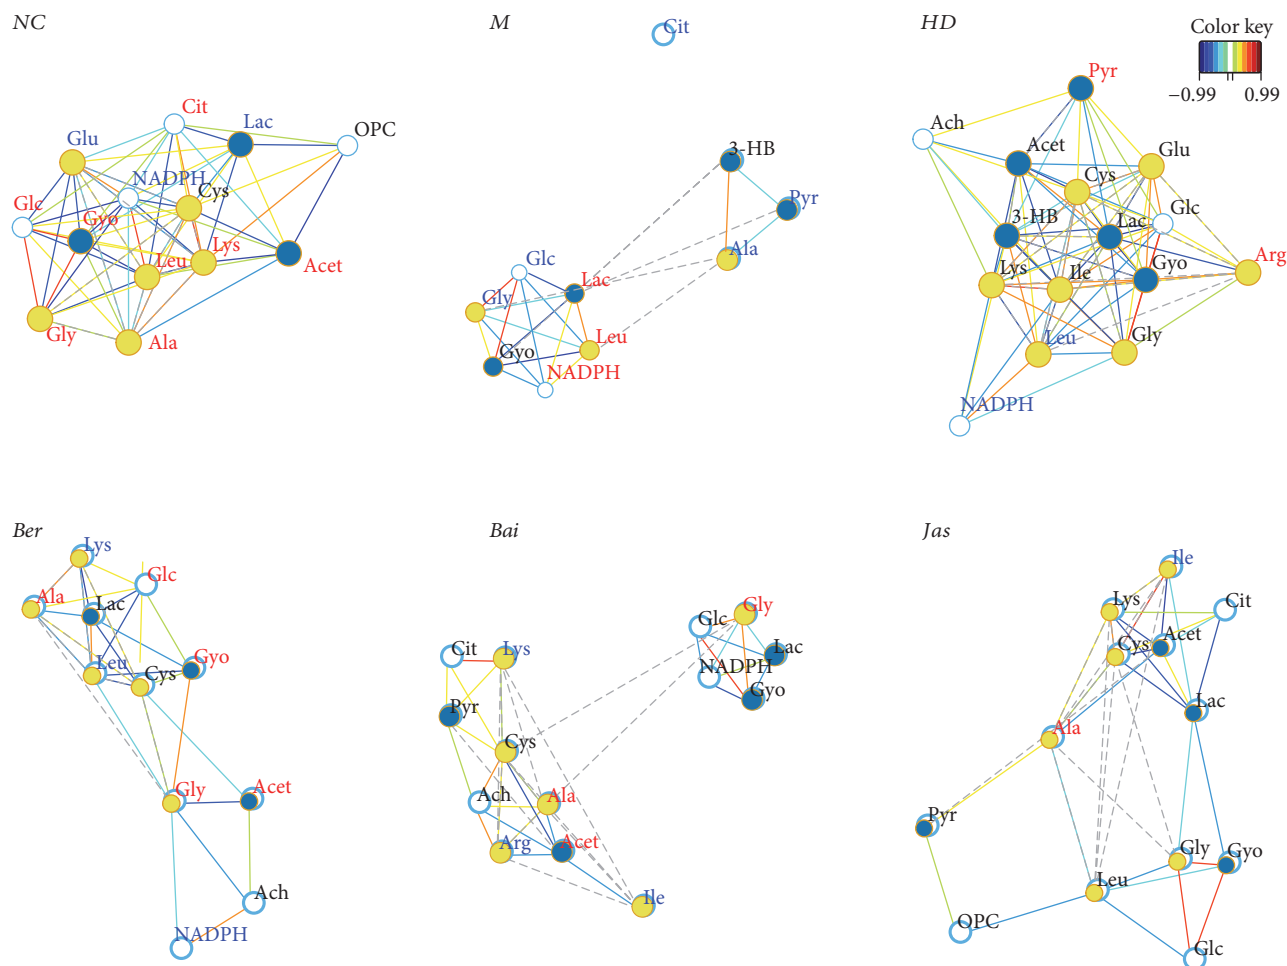 NC
M
HD
Color key
−0.99 0.99
Cit
Lac
OPC
Glu
NADPH
Cys
Glc
Gyo
Lys
Leu
Acet
Gly
Ala
Cit
3-HB
Pyr
Ala
Glc
Lac
Gly
Leu
Gyo
NADPH
Pyr
Ach
Acet
Glu
Cys
Glc
3-HB
Lac
Arg
Lys
Ile
Gyo
Leu
Gly
NADPH
Ber
Bai
Jas
Lys
Glc
Ala
Lac
Leu
Cys
Gyo
Gly
Acet
Ach
NADPH
Gly
Glc
Cit
Lys
Lac
NADPH
Gyo
Pyr
Cys
Ach
Ala
Arg
Acet
Ile
Ile
Lys
Cit
Cys
Acet
Lac
Ala
Pyr
Gly
Gyo
Leu
OPC
Glc